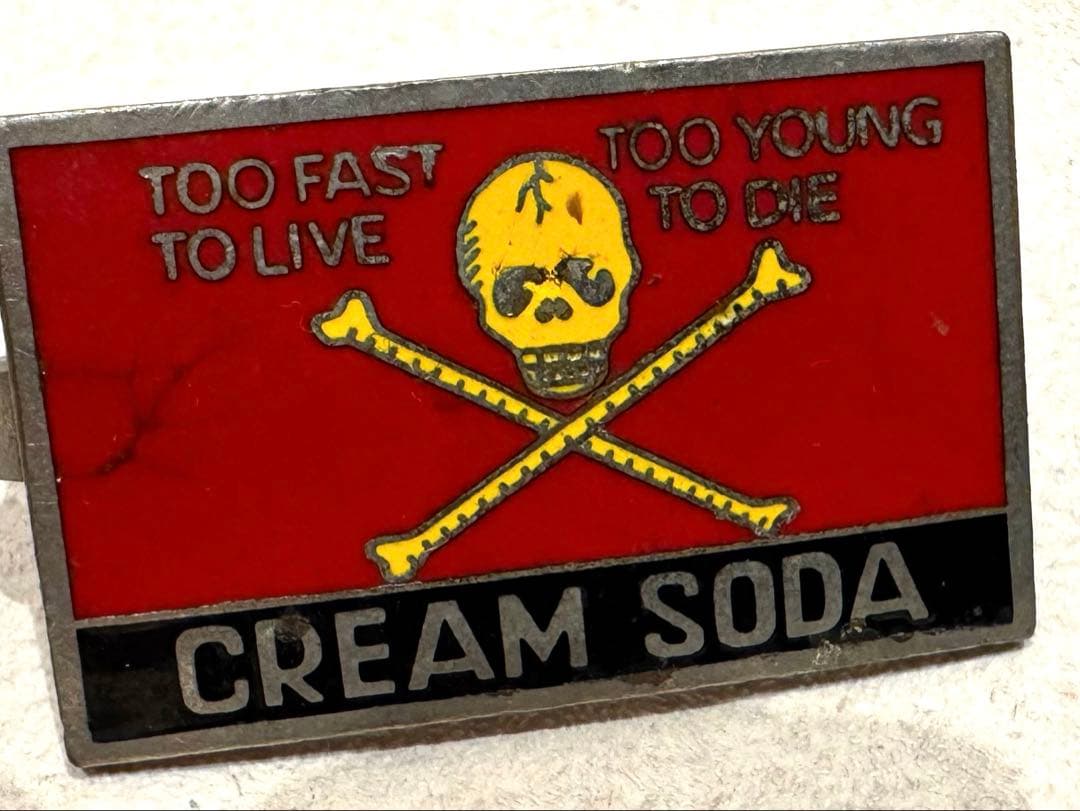 TOO FAST
TO LIVE
TOO YOUNG
TO DIE
CREAM SODA